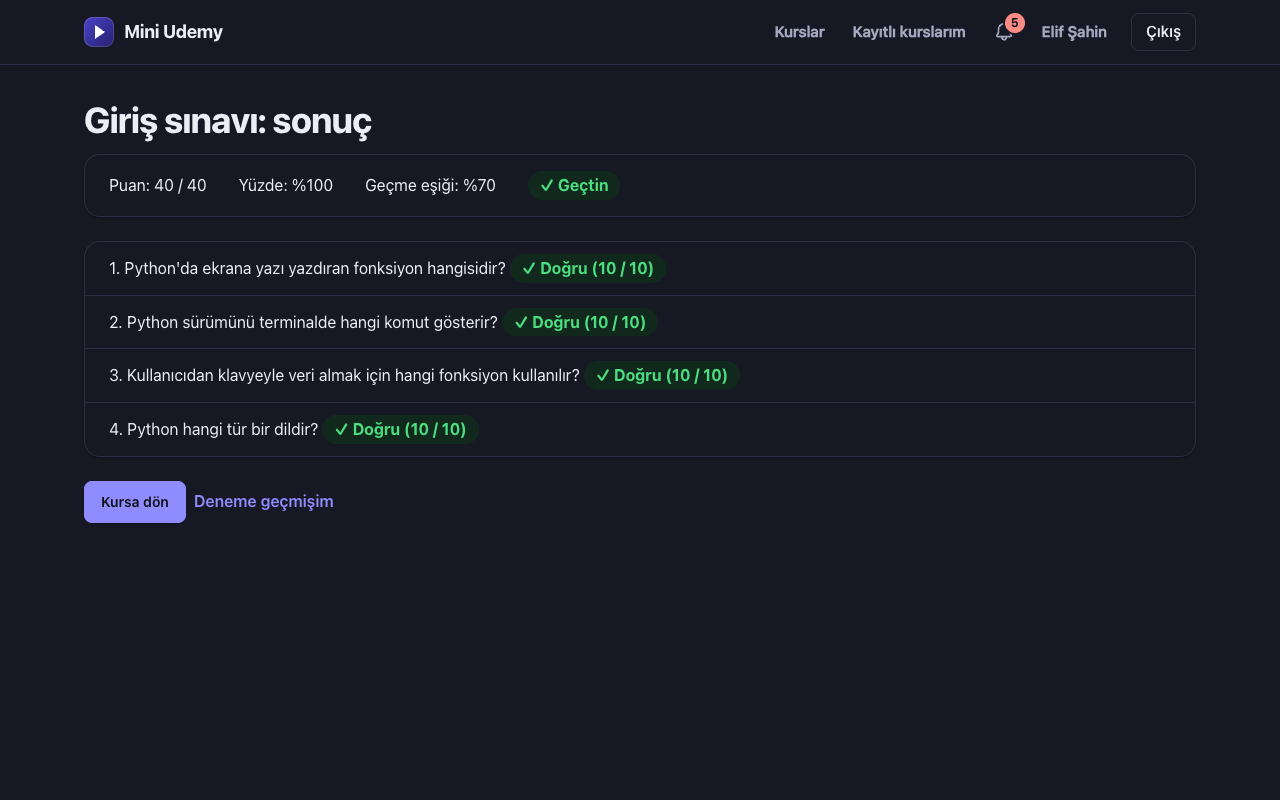 Mini Udemy
Kurslar
Kayıtlı kurslarım
5
Elif Şahin
Çıkış
Giriş sınavı: sonuç
Puan: 40 / 40 Yüzde: %100 Geçme eşiği: %70 ✓ Geçtin
1. Python'da ekrana yazı yazdıran fonksiyon hangisidir? ✓ Doğru (10 / 10)
2. Python sürümünü terminalde hangi komut gösterir? ✓ Doğru (10 / 10)
3. Kullanıcıdan klavyeyle veri almak için hangi fonksiyon kullanılır? ✓ Doğru (10 / 10)
4. Python hangi tür bir dildir? ✓ Doğru (10 / 10)
Kursa dön Deneme geçmişim